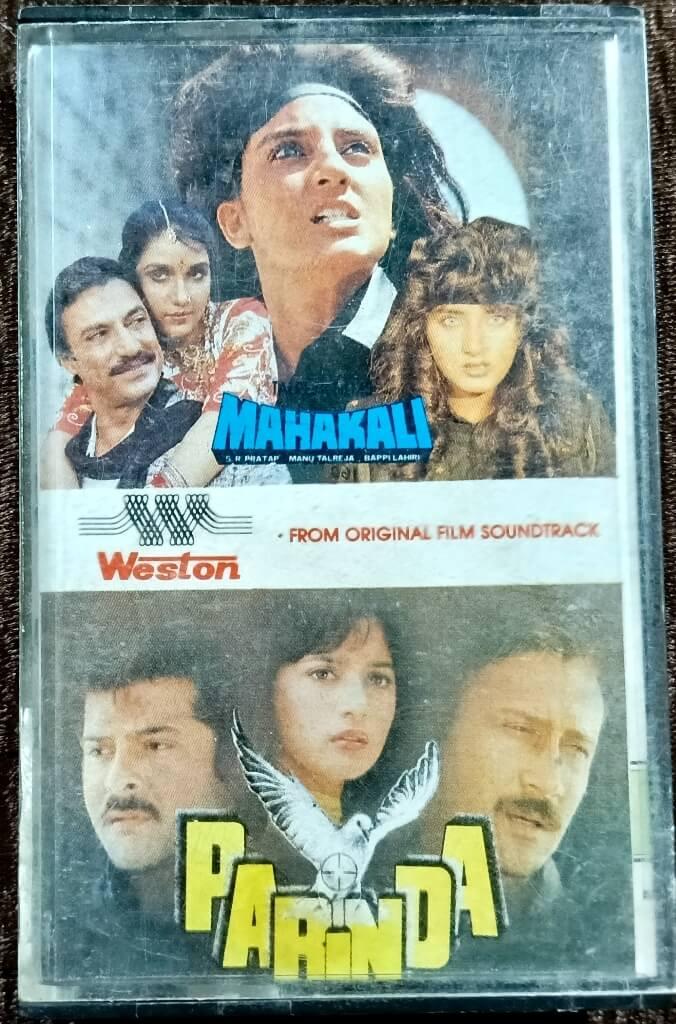 MAHAKALI
S. R. PRATAP MANU TALREJA, BAPPI LAHIRI
W
Weston
• FROM ORIGINAL FILM SOUNDTRACK
PARINDA